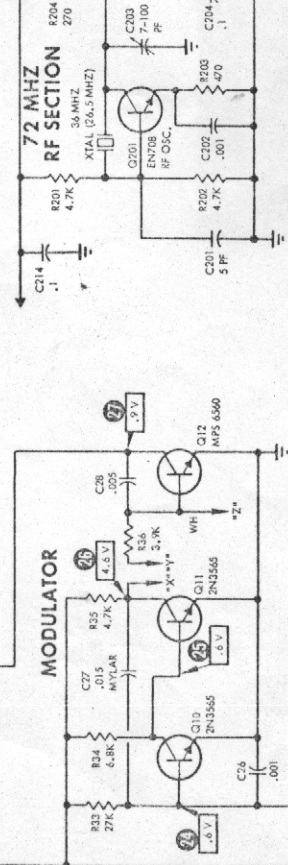 R204
270
C203
7-100
PF
C204
.1
72 MHZ
RF SECTION
36 MHZ
XTAL (26.5 MHZ)
R203
470
R201
4.7K
Q201
EN708
RF OSC.
C202
.001
R202
4.7K
C214
.1
C201
5 PF
MODULATOR
27
.9 V
C28
.005
Q12
MPS 6560
R36
3.9K
WH
"Z"
26
4.6 V
"X"
"Y"
R35
4.7K
Q11
2N3565
C27
.015
MYLAR
25
.6 V
R34
6.8K
Q10
2N3565
R33
27K
24
.6 V
C26
.001